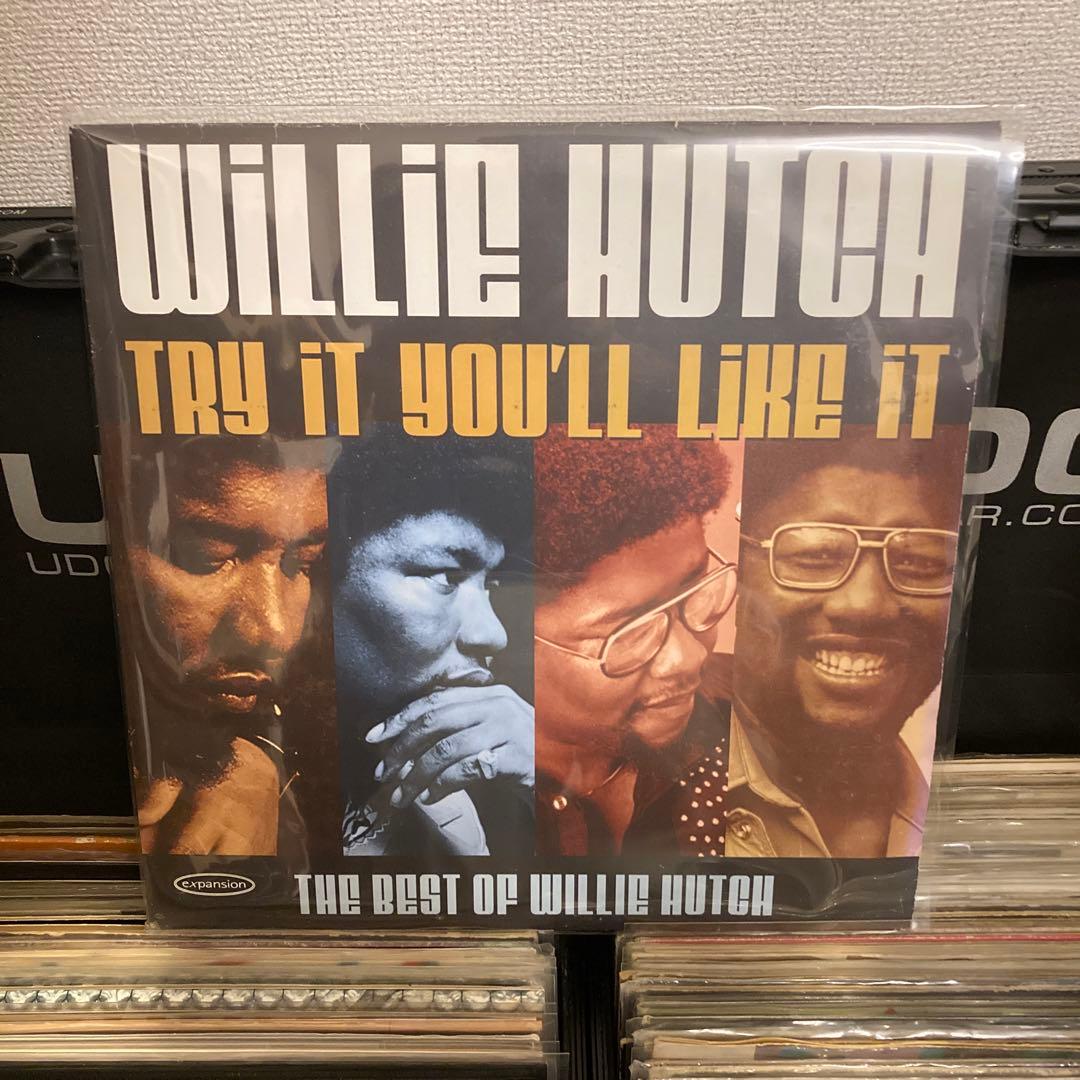 WiLLiE HUTCH
TRY iT YOU'LL LiKE iT
expansion
THE BEST OF WILLIE HUTCH